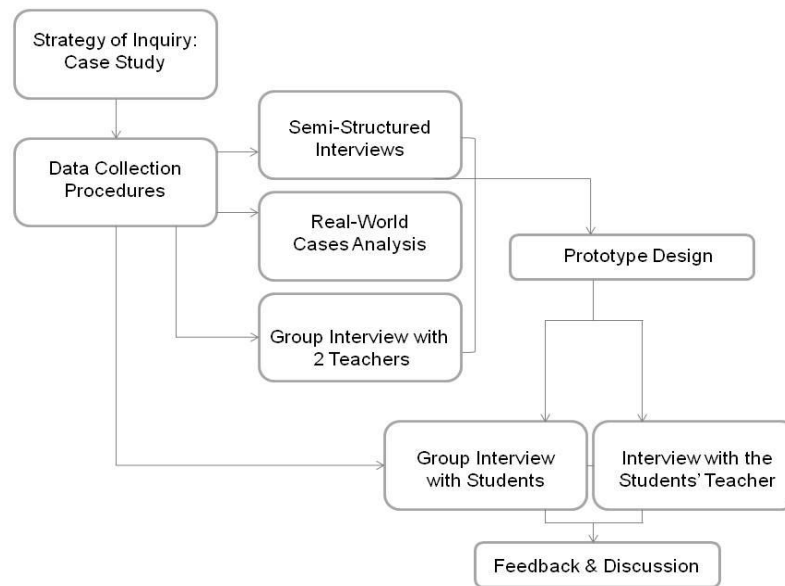 Strategy of Inquiry:
Case Study
Data Collection
Procedures
Semi-Structured
Interviews
Real-World
Cases Analysis
Group Interview with
2 Teachers
Prototype Design
Group Interview
with Students
Interview with the
Students' Teacher
Feedback & Discussion